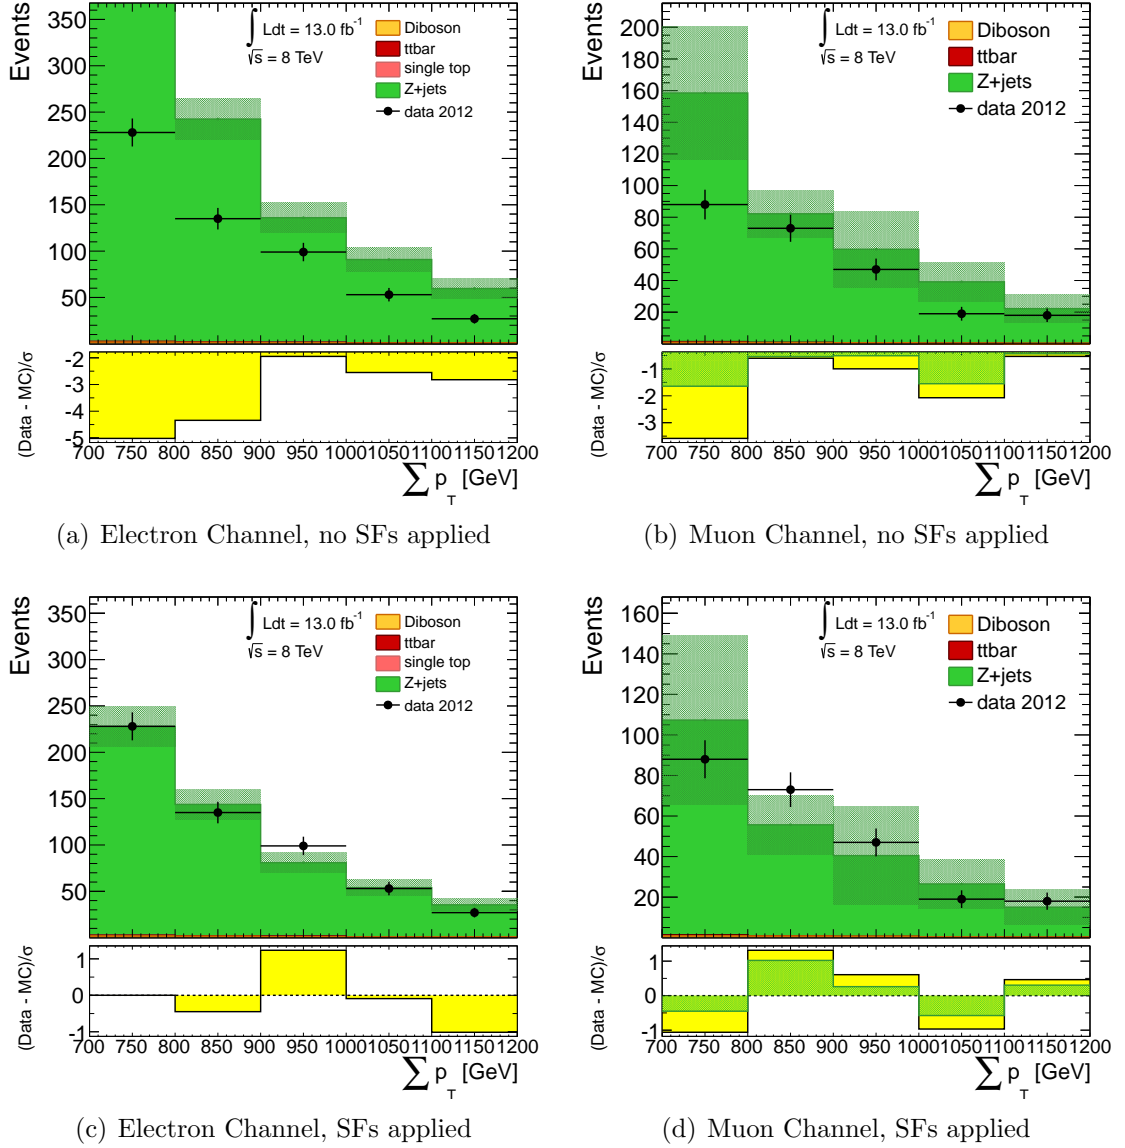 Events
350
300
250
200
150
100
50
∫ Ldt = 13.0 fb⁻¹
√s = 8 TeV
Diboson
ttbar
single top
Z+jets
data 2012
(Data - MC)/σ
-2
-3
-4
-5
700 750 800 850 900 950 1000 1050 1100 1150 1200
∑ p_T [GeV]
(a) Electron Channel, no SFs applied
Events
200
180
160
140
120
100
80
60
40
20
∫ Ldt = 13.0 fb⁻¹
√s = 8 TeV
Diboson
ttbar
Z+jets
data 2012
(Data - MC)/σ
-1
-2
-3
700 750 800 850 900 950 1000 1050 1100 1150 1200
∑ p_T [GeV]
(b) Muon Channel, no SFs applied
Events
350
300
250
200
150
100
50
∫ Ldt = 13.0 fb⁻¹
√s = 8 TeV
Diboson
ttbar
single top
Z+jets
data 2012
(Data - MC)/σ
1
0
-1
700 750 800 850 900 950 1000 1050 1100 1150 1200
∑ p_T [GeV]
(c) Electron Channel, SFs applied
Events
160
140
120
100
80
60
40
20
∫ Ldt = 13.0 fb⁻¹
√s = 8 TeV
Diboson
ttbar
Z+jets
data 2012
(Data - MC)/σ
1
0
-1
700 750 800 850 900 950 1000 1050 1100 1150 1200
∑ p_T [GeV]
(d) Muon Channel, SFs applied